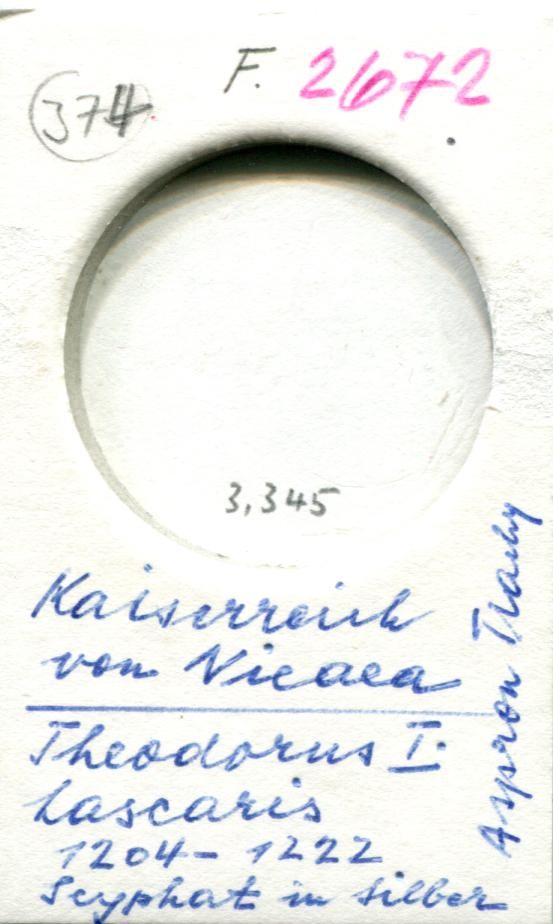 374
F. 2672
3,345
Kaiserreich
von Nicaea
Theodorus I.
Lascaris
1204 - 1222
Scyphat in Silber
Aspron Trachy